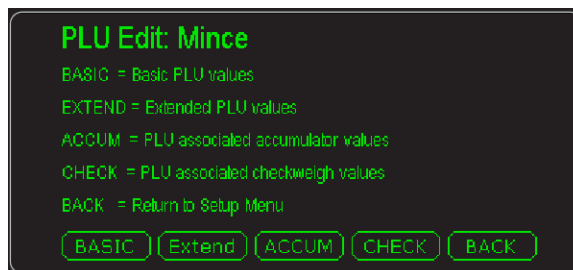 PLU Edit: Mince
BASIC = Basic PLU values
EXTEND = Extended PLU values
ACCUM = PLU associated accumulator values
CHECK = PLU associated checkweigh values
BACK = Return to Setup Menu
BASIC Extend ACCUM CHECK BACK